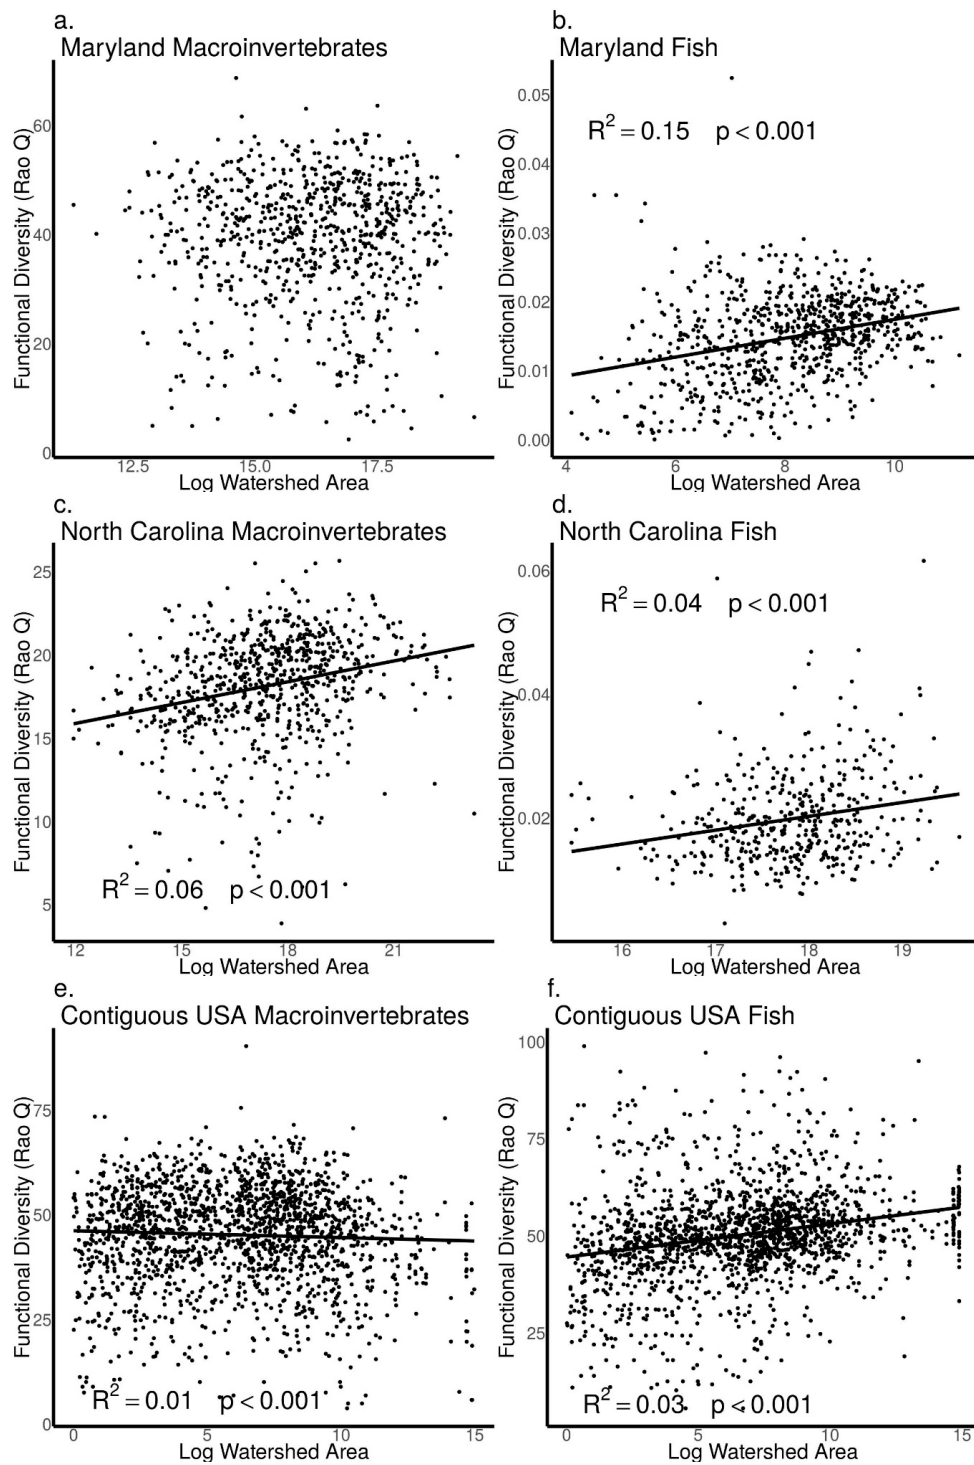 a.
Maryland Macroinvertebrates
Functional Diversity (Rao Q)
60
40
20
0
12.5 15.0 17.5
Log Watershed Area
b.
Maryland Fish
R² = 0.15 p < 0.001
Functional Diversity (Rao Q)
0.05
0.04
0.03
0.02
0.01
0.00
4 6 8 10
Log Watershed Area
c.
North Carolina Macroinvertebrates
Functional Diversity (Rao Q)
25
20
15
10
5
R² = 0.06 p < 0.001
12 15 18 21
Log Watershed Area
d.
North Carolina Fish
R² = 0.04 p < 0.001
Functional Diversity (Rao Q)
0.06
0.04
0.02
16 17 18 19
Log Watershed Area
e.
Contiguous USA Macroinvertebrates
Functional Diversity (Rao Q)
75
50
25
0
R² = 0.01 p < 0.001
0 5 10 15
Log Watershed Area
f.
Contiguous USA Fish
Functional Diversity (Rao Q)
100
75
50
25
R² = 0.03 p < 0.001
0 5 10 15
Log Watershed Area